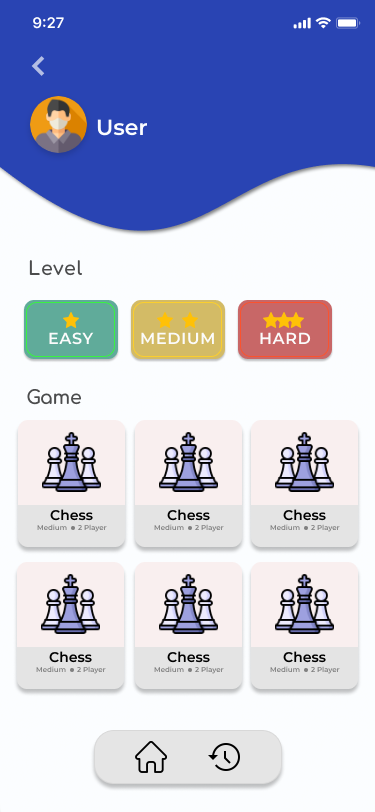 9:27
User
Level
EASY
MEDIUM
HARD
Game
Chess
Medium ● 2 Player
Chess
Medium ● 2 Player
Chess
Medium ● 2 Player
Chess
Medium ● 2 Player
Chess
Medium ● 2 Player
Chess
Medium ● 2 Player